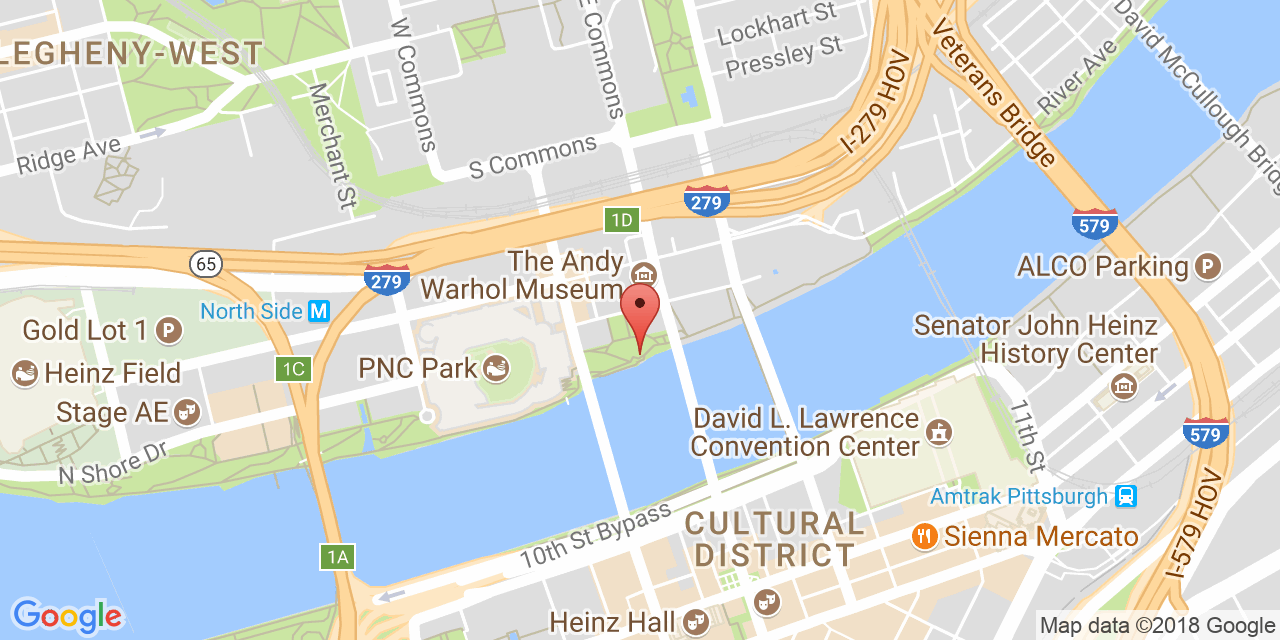 LEGHENY-WEST
W Commons
E Commons
Lockhart St
Pressley St
Veterans Bridge
River Ave
David McCullough Bridg
Merchant St
Ridge Ave
S Commons
I-279 HOV
279
1D
579
65
279
The Andy
Warhol Museum
ALCO Parking
P
North Side
M
Gold Lot 1
P
Senator John Heinz
History Center
PNC Park
1C
Heinz Field
Stage AE
David L. Lawrence
Convention Center
11th St
579
N Shore Dr
Amtrak Pittsburgh
10th St Bypass
CULTURAL
DISTRICT
Sienna Mercato
I-579 HOV
1A
Heinz Hall
Google
Map data ©2018 Google